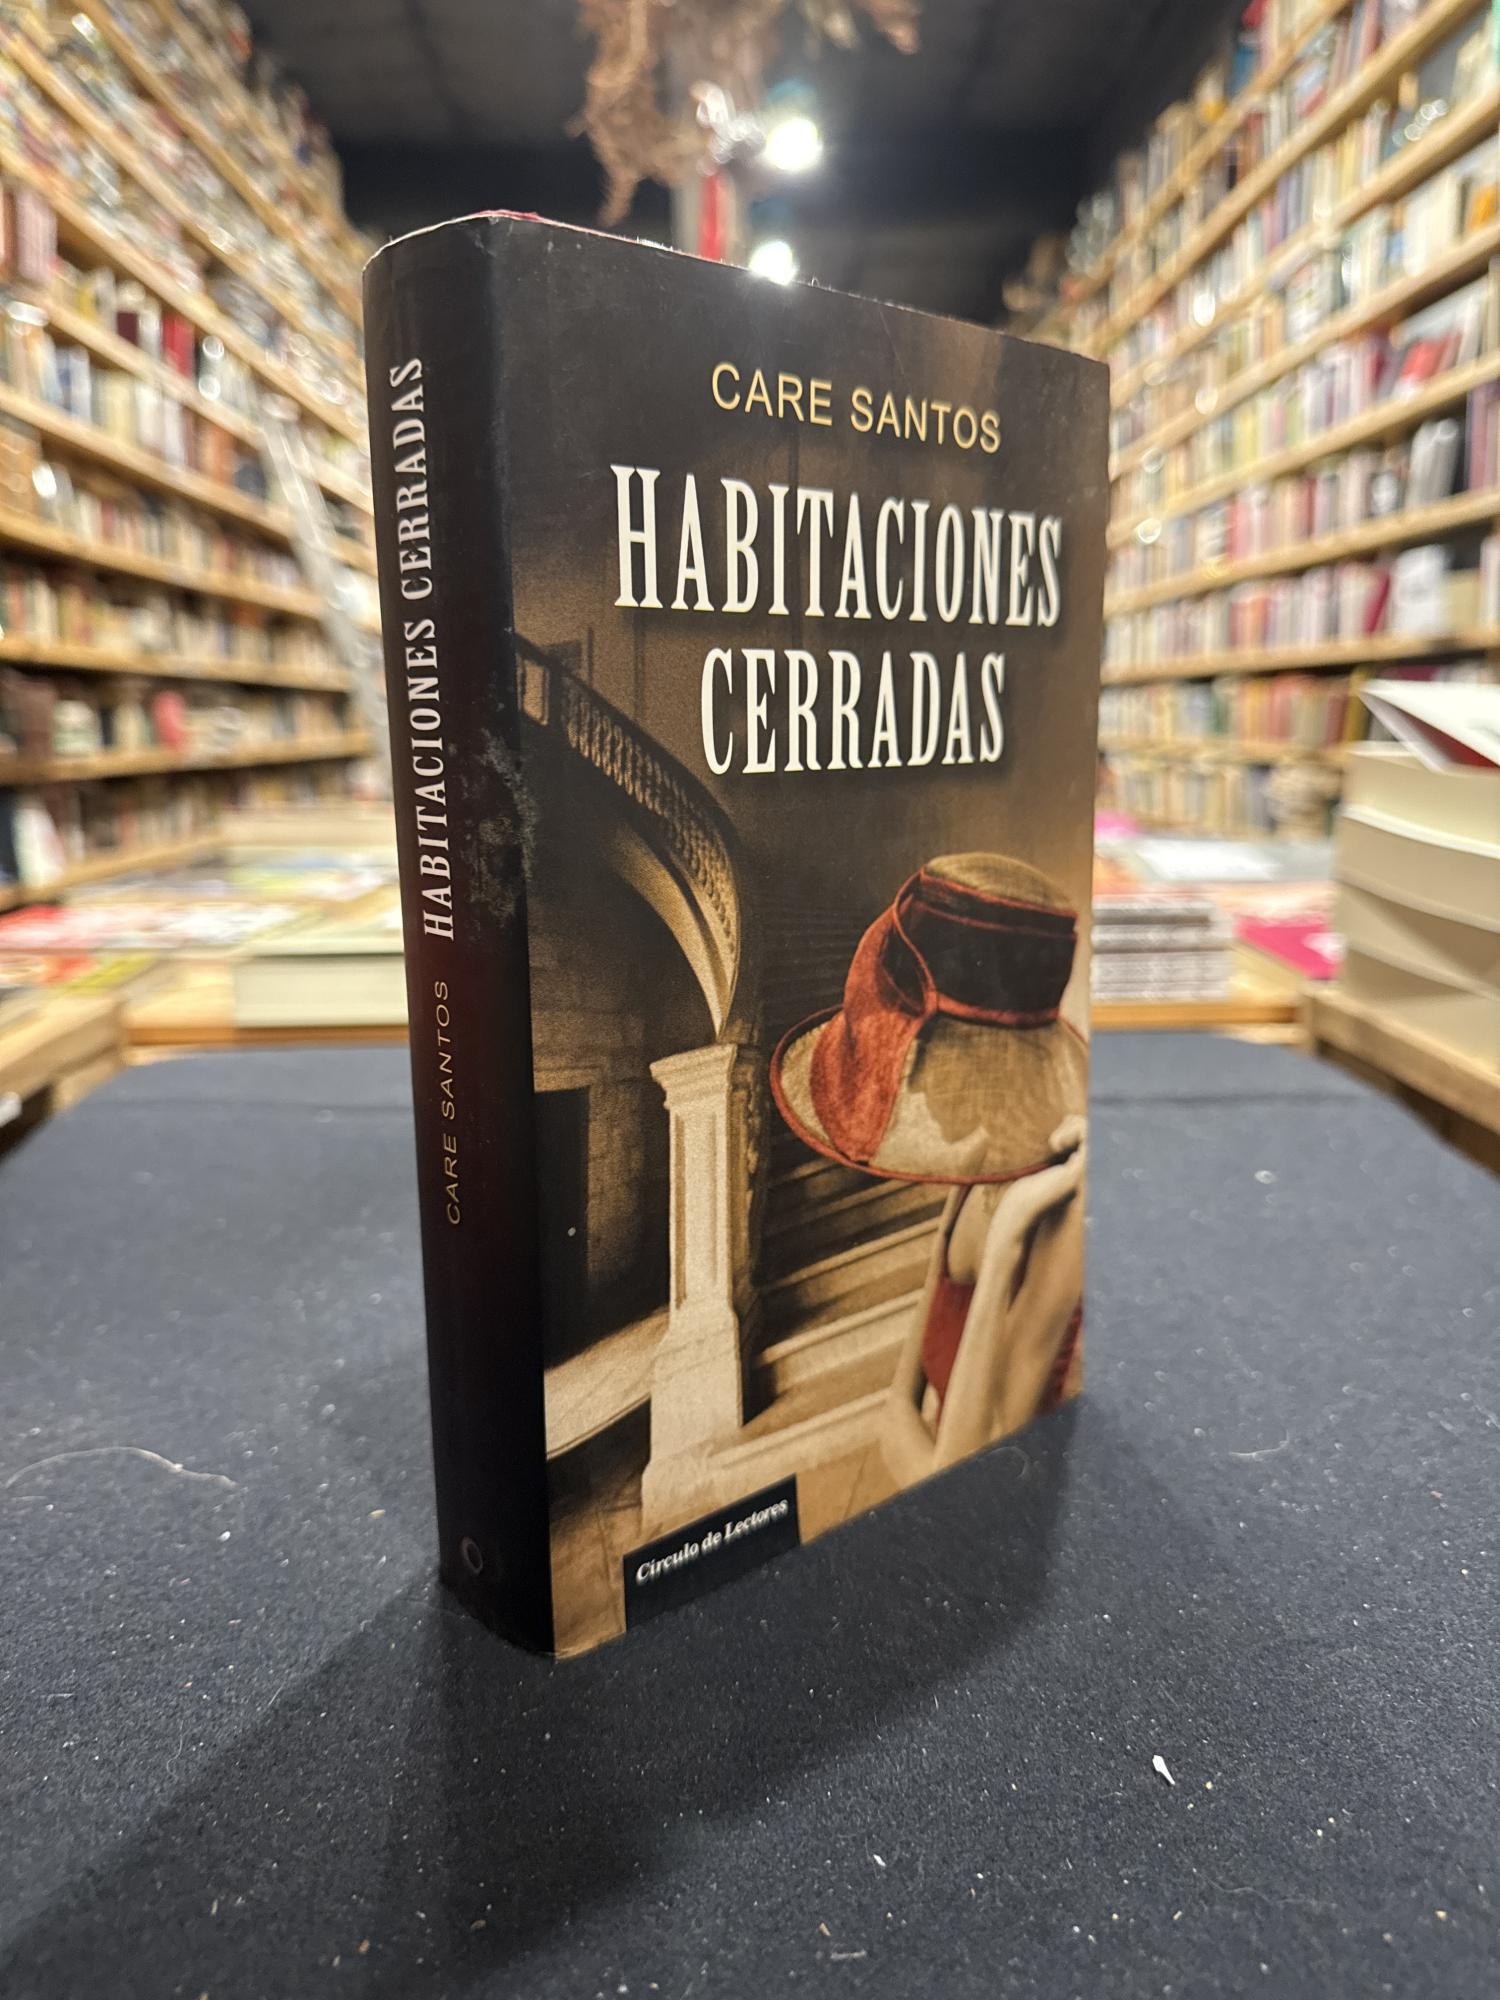 CARE SANTOS
HABITACIONES
CERRADAS
Círculo de Lectores
CARE SANTOS HABITACIONES CERRADAS